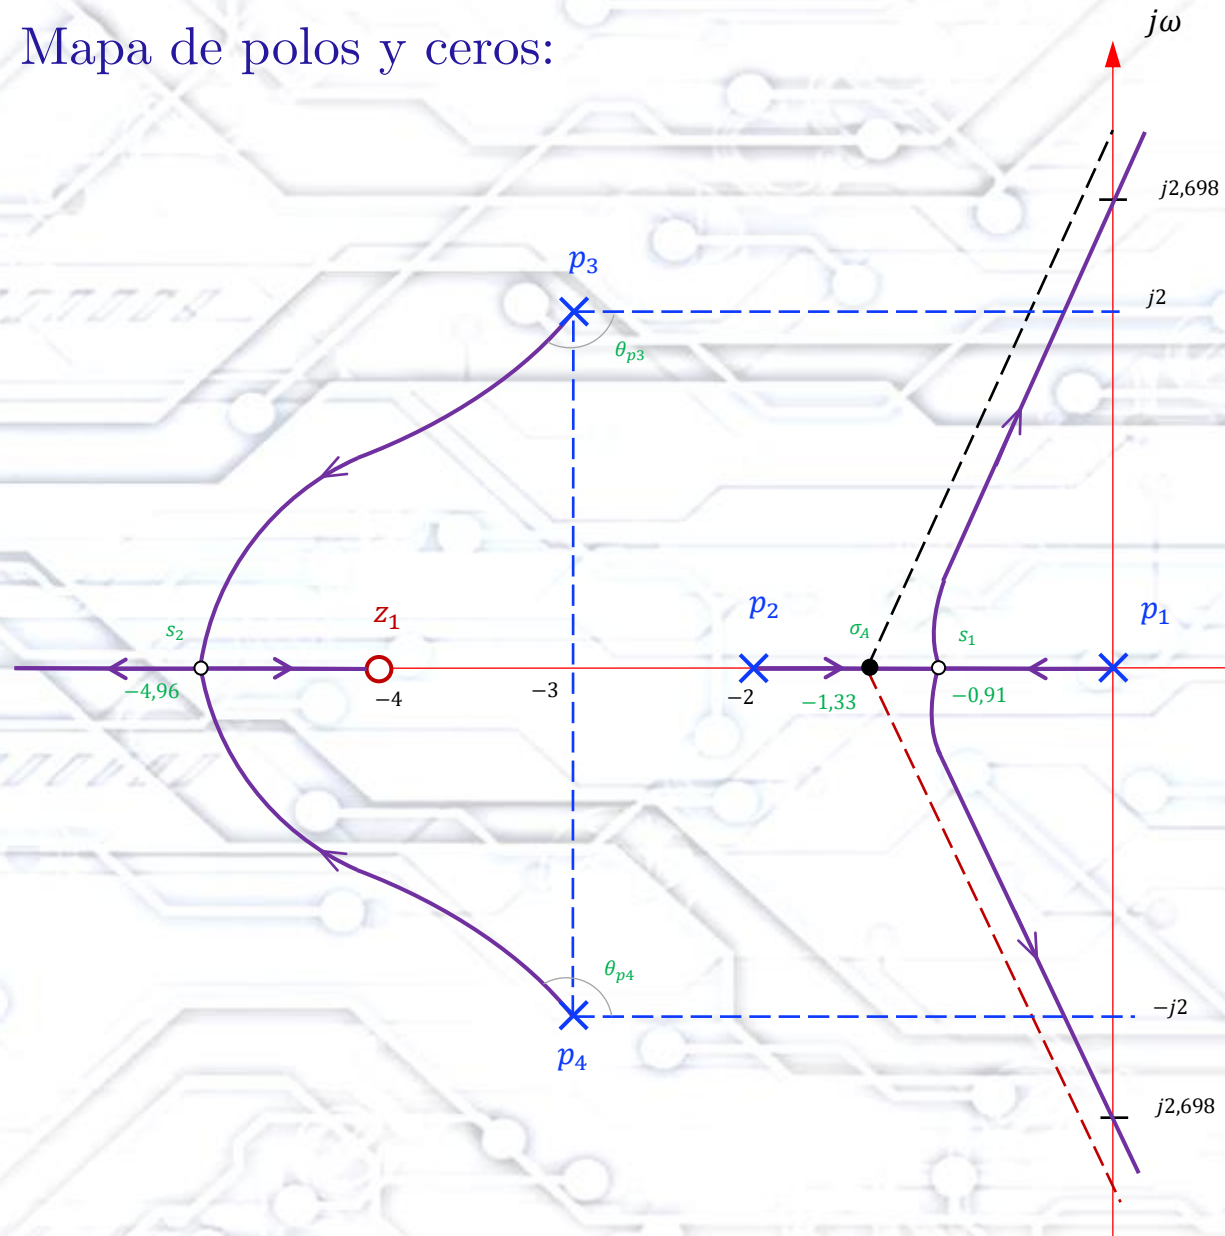 Mapa de polos y ceros:
jω
j2,698
p₃
j2
θₚ₃
p₂
p₁
z₁
s₂
σ_A
s₁
−4,96
−4
−3
−2
−1,33
−0,91
θₚ₄
−j2
p₄
j2,698